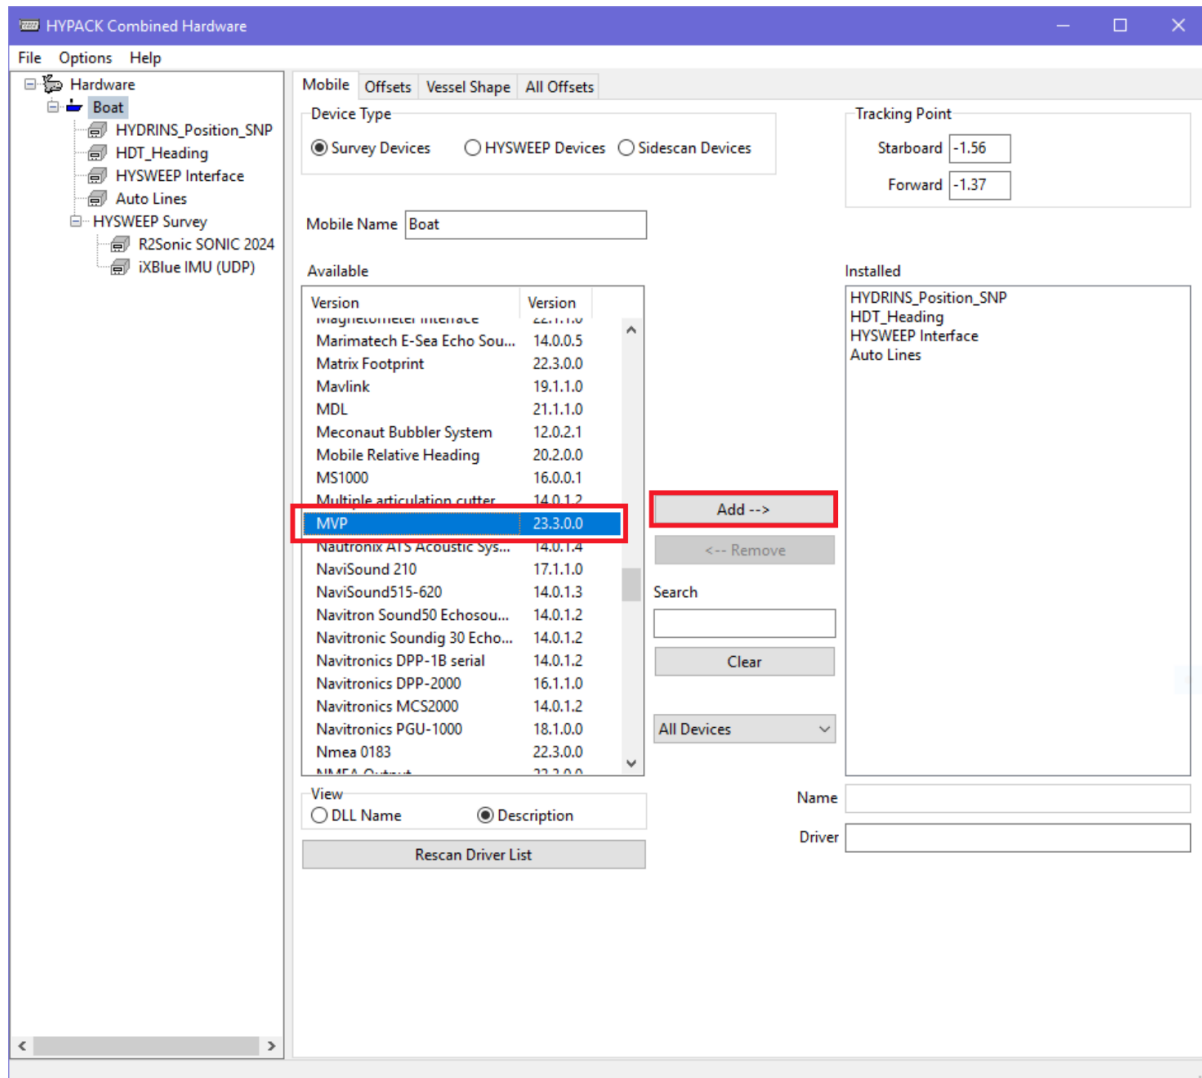 HYPACK Combined Hardware
File Options Help
Hardware
Boat
HYDRINS_Position_SNP
HDT_Heading
HYSWEEP Interface
Auto Lines
HYSWEEP Survey
R2Sonic SONIC 2024
iXBlue IMU (UDP)
Mobile Offsets Vessel Shape All Offsets
Device Type
Survey Devices HYSWEEP Devices Sidescan Devices
Tracking Point
Starboard -1.56
Forward -1.37
Mobile Name Boat
Available
Version Version
Magnetometer Interface 22.1.1.0
Marimatech E-Sea Echo Sou... 14.0.0.5
Matrix Footprint 22.3.0.0
Mavlink 19.1.1.0
MDL 21.1.1.0
Meconaut Bubbler System 12.0.2.1
Mobile Relative Heading 20.2.0.0
MS1000 16.0.0.1
Multiple articulation cutter 14.0.1.2
MVP 23.3.0.0
Nautronix ATS Acoustic Sys... 14.0.1.4
NaviSound 210 17.1.1.0
NaviSound515-620 14.0.1.3
Navitron Sound50 Echosou... 14.0.1.2
Navitronic Soundig 30 Echo... 14.0.1.2
Navitronics DPP-1B serial 14.0.1.2
Navitronics DPP-2000 16.1.1.0
Navitronics MCS2000 14.0.1.2
Navitronics PGU-1000 18.1.0.0
Nmea 0183 22.3.0.0
NMEA Output
Add -->
<-- Remove
Search
Clear
All Devices
Installed
HYDRINS_Position_SNP
HDT_Heading
HYSWEEP Interface
Auto Lines
View
DLL Name Description
Rescan Driver List
Name
Driver